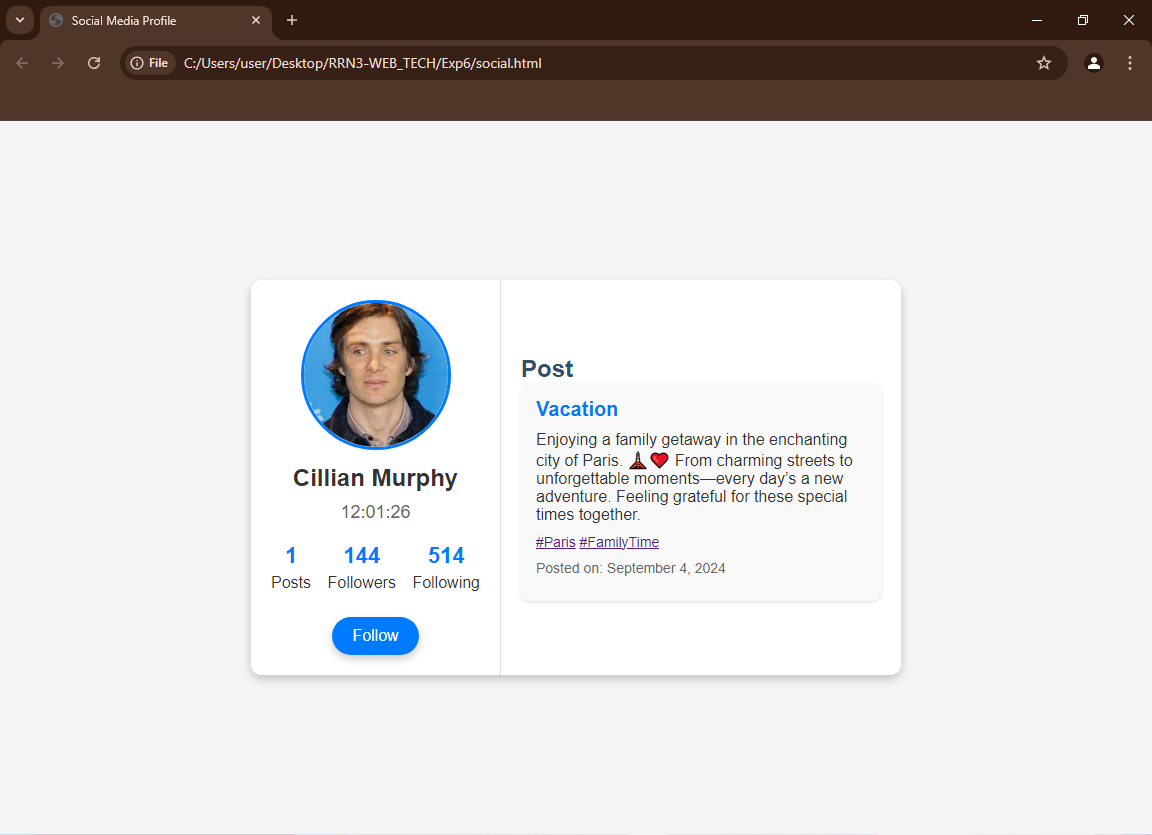 Social Media Profile
File
C:/Users/user/Desktop/RRN3-WEB_TECH/Exp6/social.html
Cillian Murphy
12:01:26
1 144 514
Posts Followers Following
Follow
Post
Vacation
Enjoying a family getaway in the enchanting
city of Paris. 🗼❤️ From charming streets to
unforgettable moments—every day’s a new
adventure. Feeling grateful for these special
times together.
#Paris #FamilyTime
Posted on: September 4, 2024